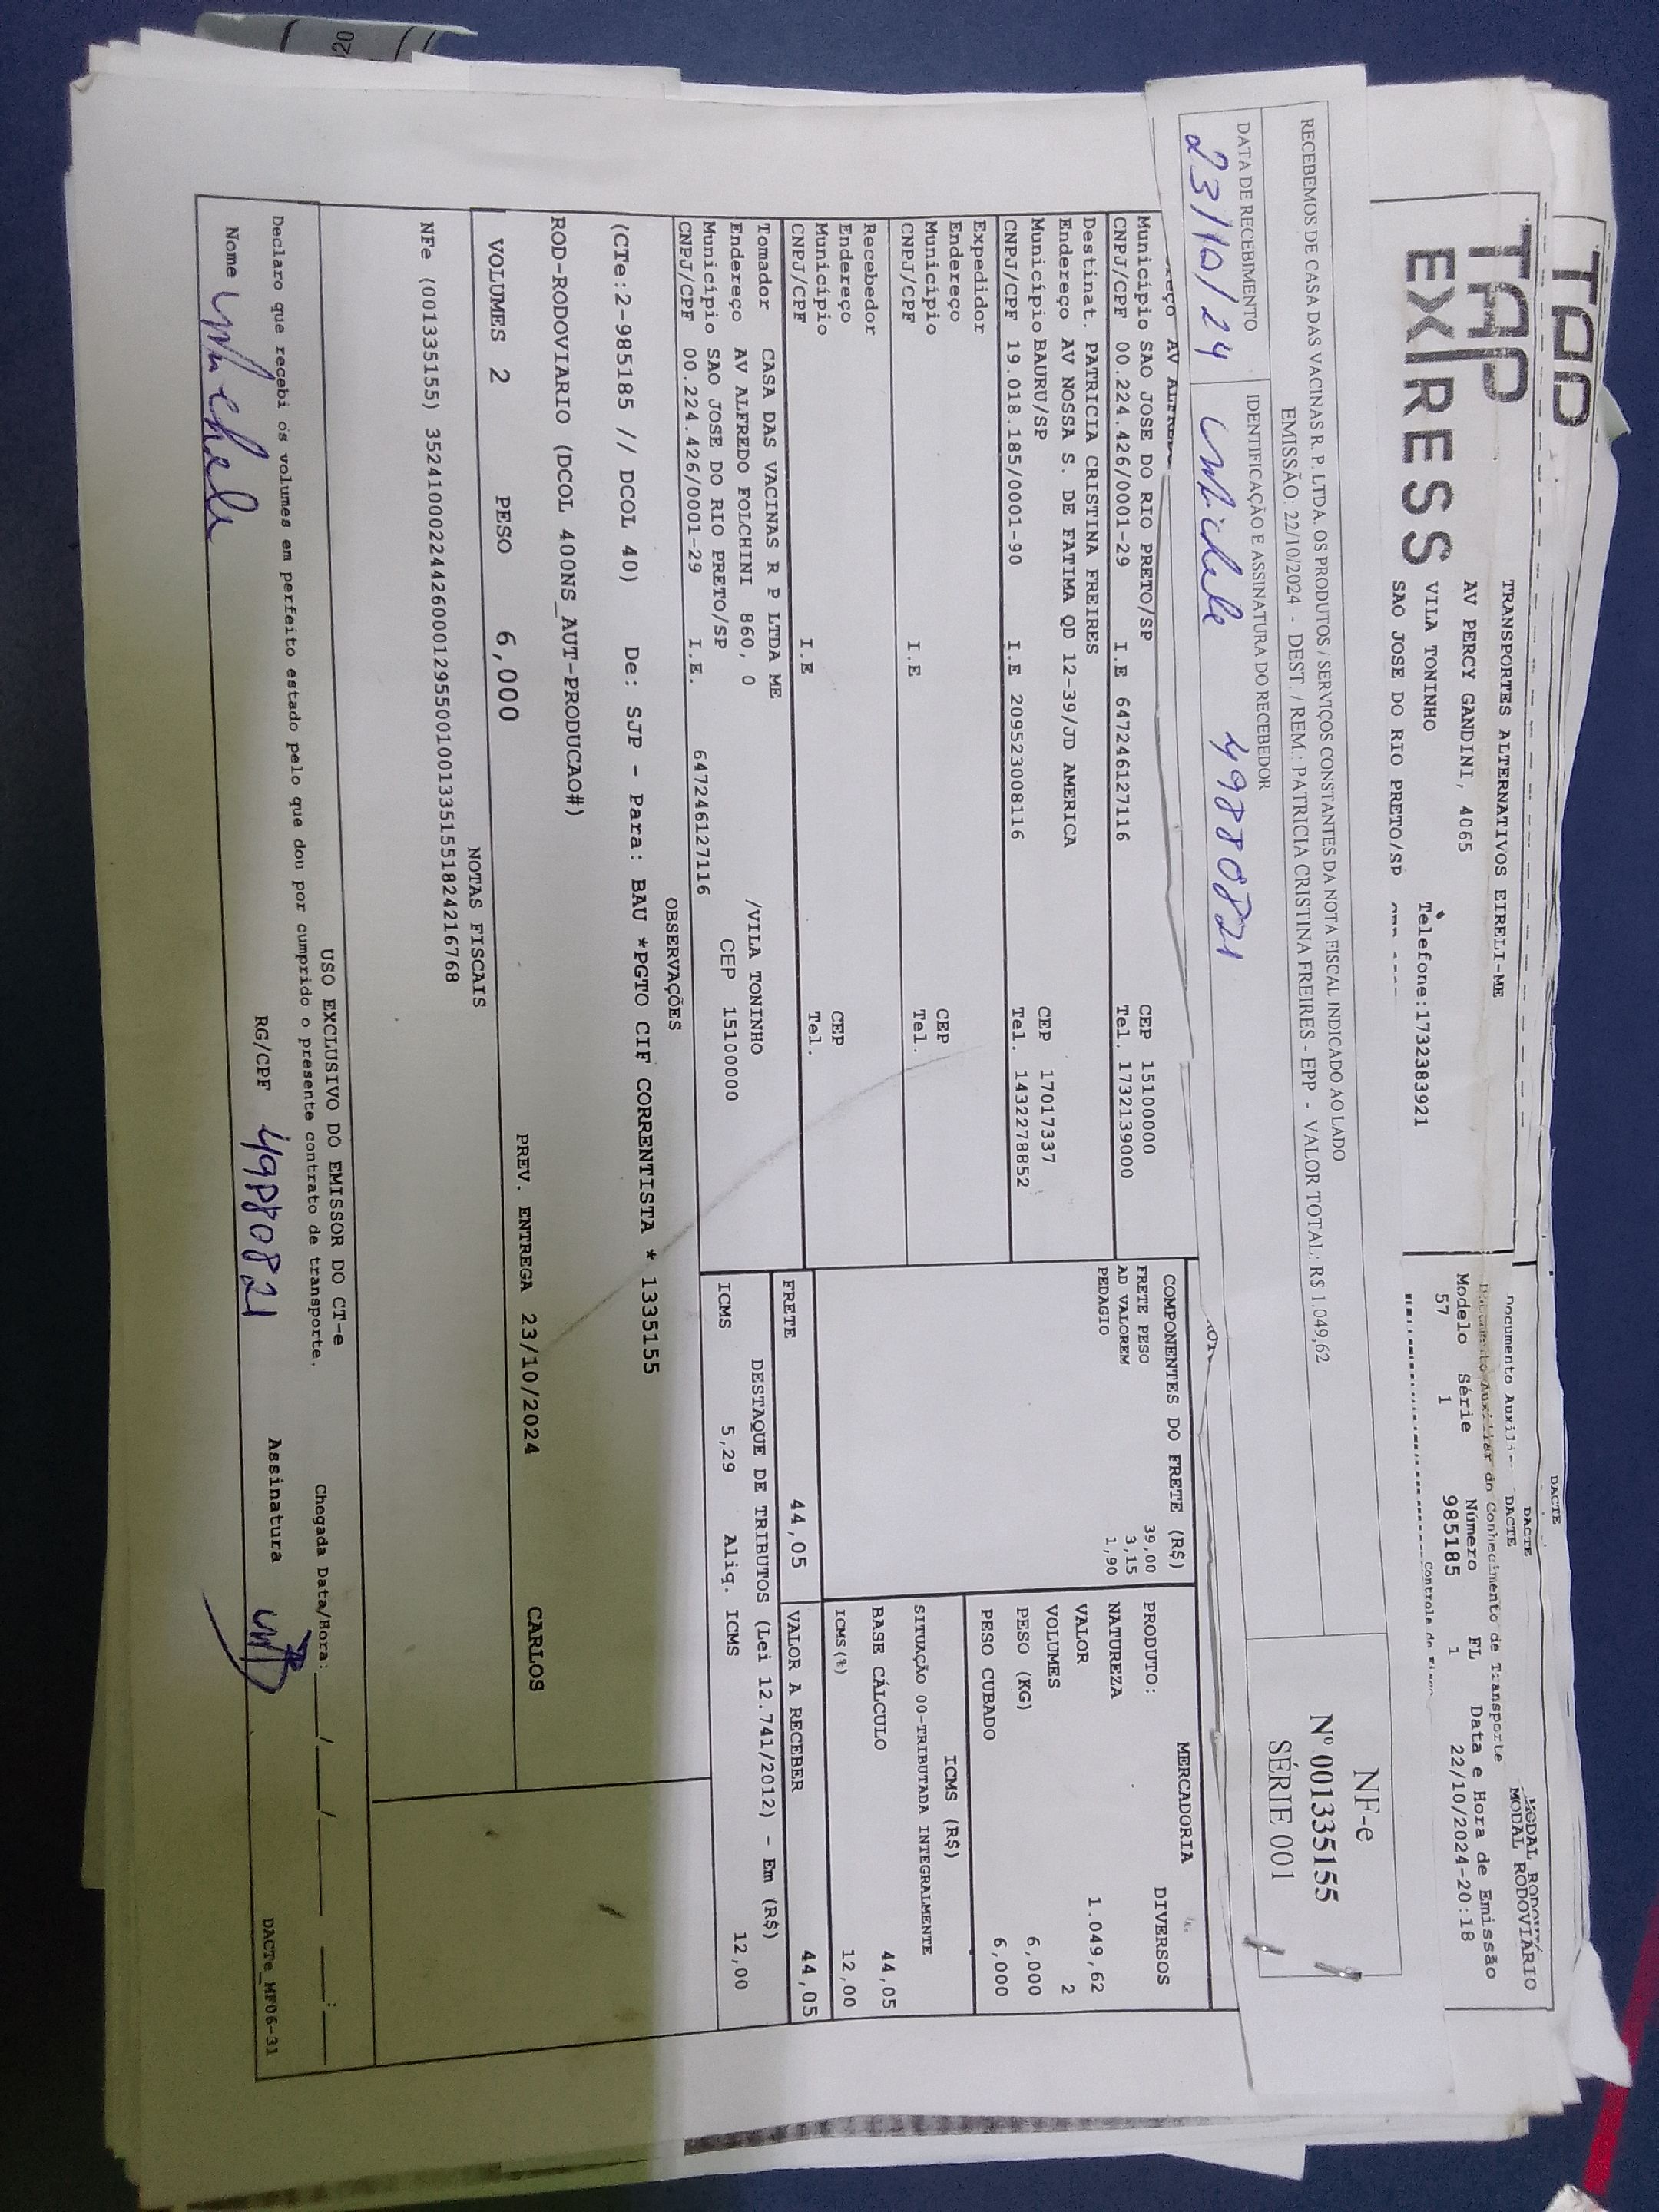 TAP
TAP
EXPRESS
TRANSPORTES ALTERNATIVOS EIRELI-ME
AV PERCY GANDINI, 4065
VILA TONINHO Telefone:1732383921
SAO JOSE DO RIO PRETO/SP
DACTE
DACTE
DACTE
MODAL RODOVIÁRIO
Documento Auxiliar do Conhecimento de Transporte
Modelo Série Número FL Data e Hora de Emissão
57 1 985185 1 22/10/2024-20:18
RECEBEMOS DE CASA DAS VACINAS R. P. LTDA. OS PRODUTOS / SERVIÇOS CONSTANTES DA NOTA FISCAL INDICADO AO LADO
EMISSÃO: 22/10/2024 - DEST. / REM.: PATRICIA CRISTINA FREIRES - EPP - VALOR TOTAL: R$ 1.049,62
DATA DE RECEBIMENTO
IDENTIFICAÇÃO E ASSINATURA DO RECEBEDOR
23/10/24 Michele 49880821
NF-e
Nº 001335155
SÉRIE 001
Município SAO JOSE DO RIO PRETO/SP CEP 15100000
CNPJ/CPF 00.224.426/0001-29 I.E 647246127116 Tel. 1732139000
Destinat. PATRICIA CRISTINA FREIRES
Endereço AV NOSSA S. DE FATIMA QD 12-39/JD AMERICA
Município BAURU/SP CEP 17017337
CNPJ/CPF 19.018.185/0001-90 I.E 209523008116 Tel. 1432278852
Expedidor
Endereço
Município CEP
CNPJ/CPF I.E Tel.
Recebedor
Endereço
Município CEP
CNPJ/CPF I.E Tel.
Tomador CASA DAS VACINAS R P LTDA ME
Endereço AV ALFREDO FOLCHINI 860, 0 /VILA TONINHO
Município SAO JOSE DO RIO PRETO/SP CEP 15100000
CNPJ/CPF 00.224.426/0001-29 I.E. 647246127116
COMPONENTES DO FRETE (R$)
FRETE PESO 39,00
AD VALOREM 3,15
PEDAGIO 1,90
FRETE 44,05
MERCADORIA
PRODUTO: DIVERSOS
NATUREZA
VALOR 1.049,62
VOLUMES 2
PESO (KG) 6,000
PESO CUBADO 6,000
ICMS (R$)
SITUAÇÃO 00-TRIBUTADA INTEGRALMENTE
BASE CÁLCULO 44,05
ICMS(%) 12,00
VALOR A RECEBER 44,05
DESTAQUE DE TRIBUTOS (Lei 12.741/2012) - Em (R$)
ICMS 5,29 Aliq. ICMS 12,00
OBSERVAÇÕES
(CTe:2-985185 // DCOL 40) De: SJP - Para: BAU *PGTO CIF CORRENTISTA * 1335155
ROD-RODOVIARIO (DCOL 400NS_AUT-PRODUCAO#)
VOLUMES 2 PESO 6,000 PREV. ENTREGA 23/10/2024 CARLOS
NOTAS FISCAIS
NFe (001335155) 35241000224426000129550010013351551824216768
USO EXCLUSIVO DO EMISSOR DO CT-e
Declaro que recebi os volumes em perfeito estado pelo que dou por cumprido o presente contrato de transporte. Chegada Data/Hora: ___/___/___ ___:___
Nome Michele RG/CPF 49880821 Assinatura
DACTe_MF06-31